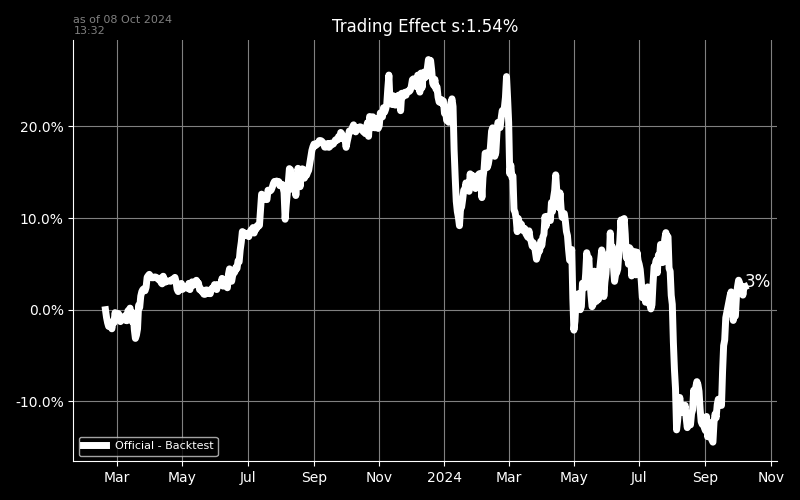 as of 08 Oct 2024
13:32
Trading Effect s:1.54%
20.0%
10.0%
0.0%
-10.0%
3%
Official - Backtest
Mar May Jul Sep Nov 2024 Mar May Jul Sep Nov